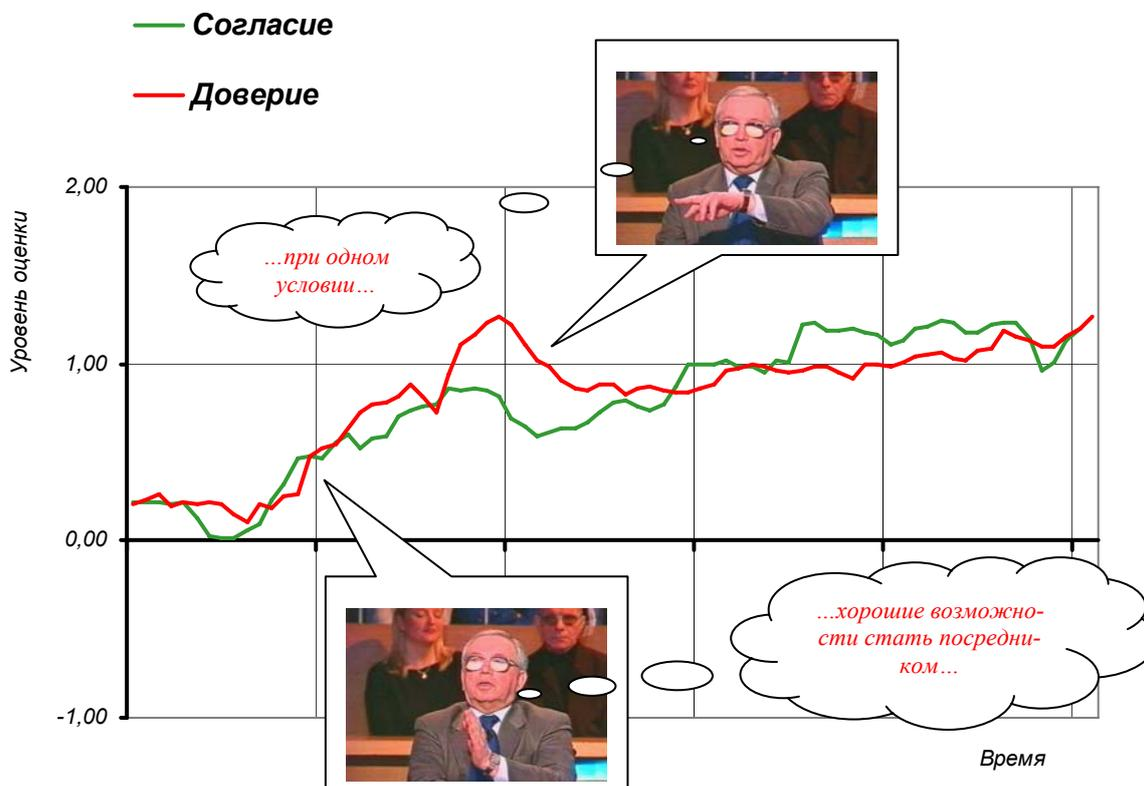 Согласие
Доверие
Уровень оценки
2,00
1,00
0,00
-1,00
...при одном
условии...
...хорошие возможно-
сти стать посредни-
ком...
Время